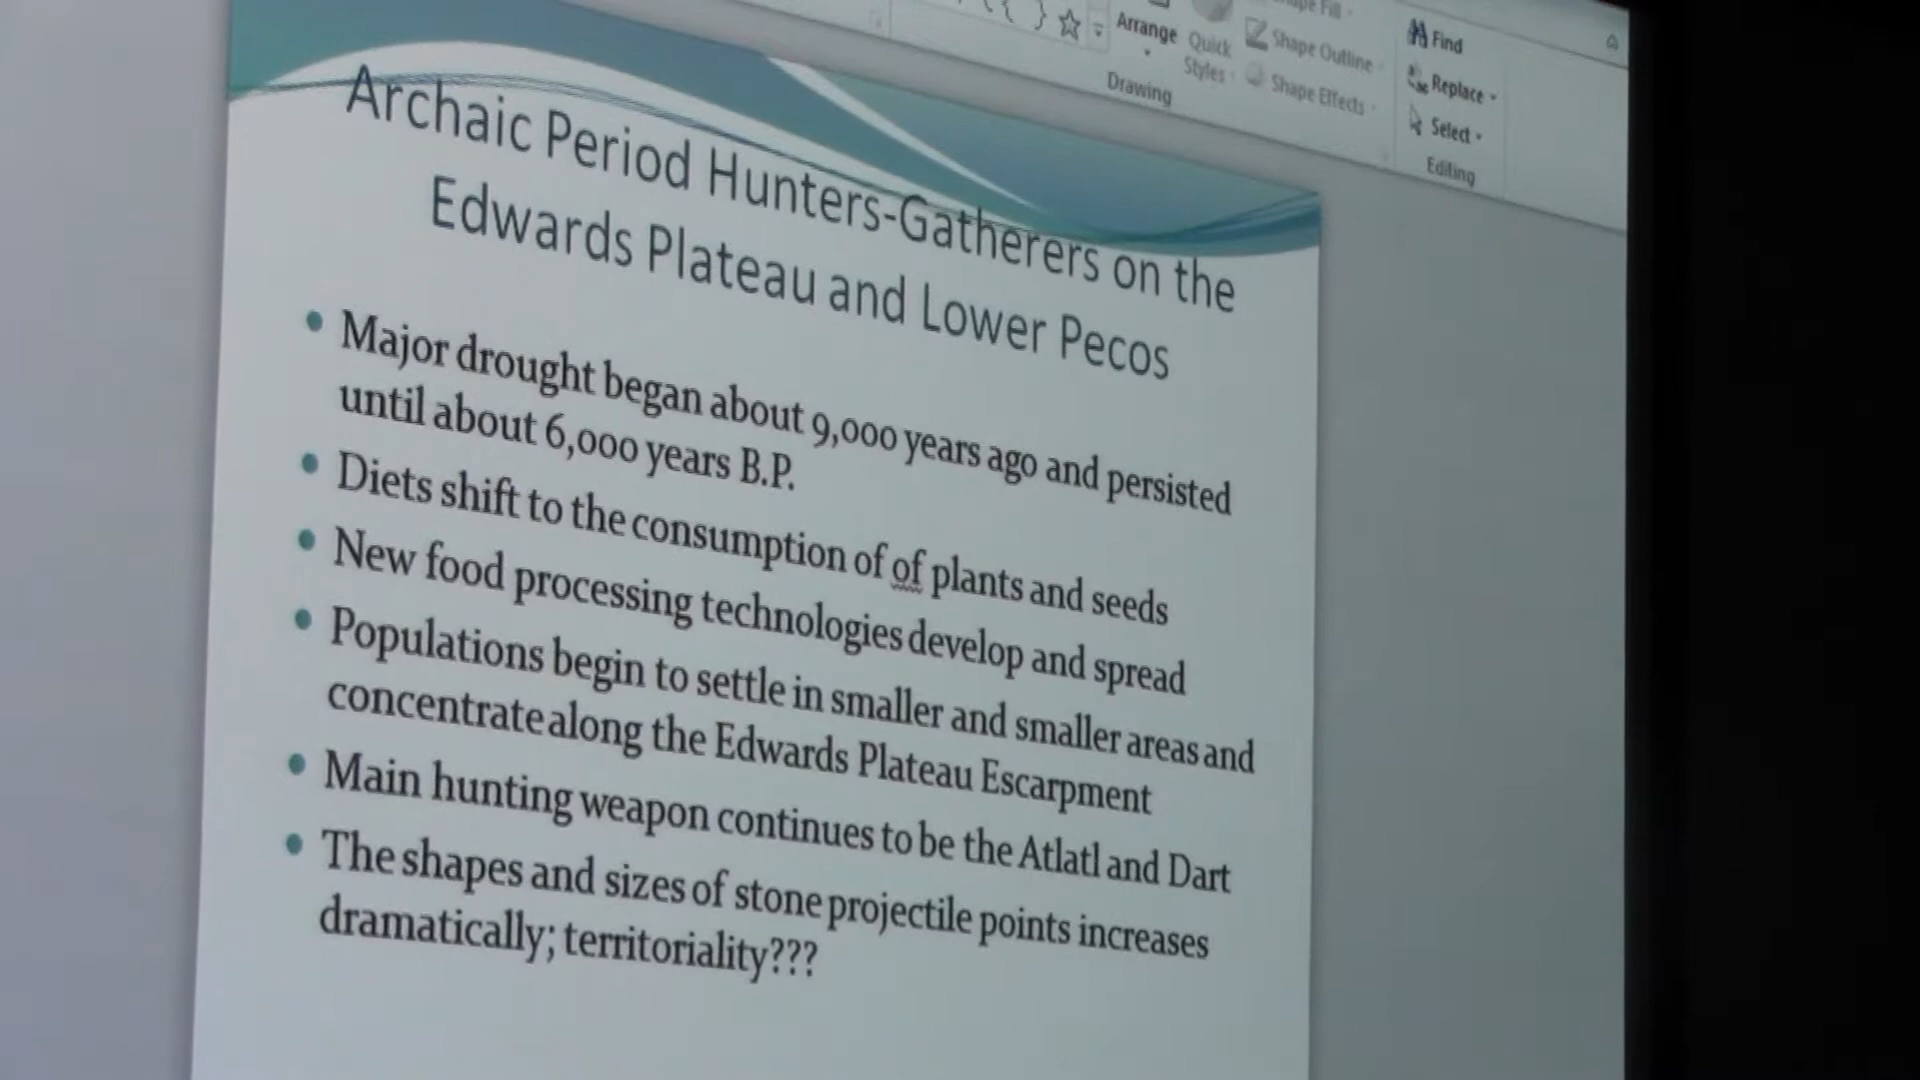 Archaic Period Hunters-Gatherers on the
Edwards Plateau and Lower Pecos
Major drought began about 9,000 years ago and persisted
until about 6,000 years B.P.
Diets shift to the consumption of of plants and seeds
New food processing technologies develop and spread
Populations begin to settle in smaller and smaller areas and
concentrate along the Edwards Plateau Escarpment
Main hunting weapon continues to be the Atlatl and Dart
The shapes and sizes of stone projectile points increases
dramatically; territoriality???
Arrange
Quick
Styles
Shape Outline
Shape Effects
Drawing
Find
Replace
Select
Editing